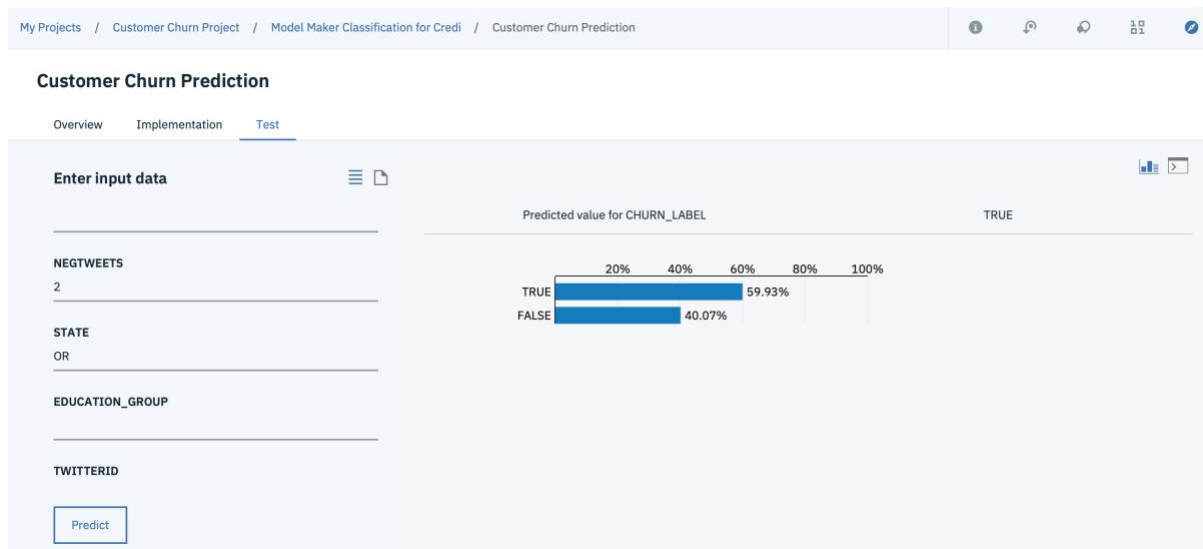 My Projects / Customer Churn Project / Model Maker Classification for Credi / Customer Churn Prediction
Customer Churn Prediction
Overview Implementation Test
Enter input data
NEGTWEETS
2
STATE
OR
EDUCATION_GROUP
TWITTERID
Predict
Predicted value for CHURN_LABEL TRUE
20% 40% 60% 80% 100%
TRUE 59.93%
FALSE 40.07%